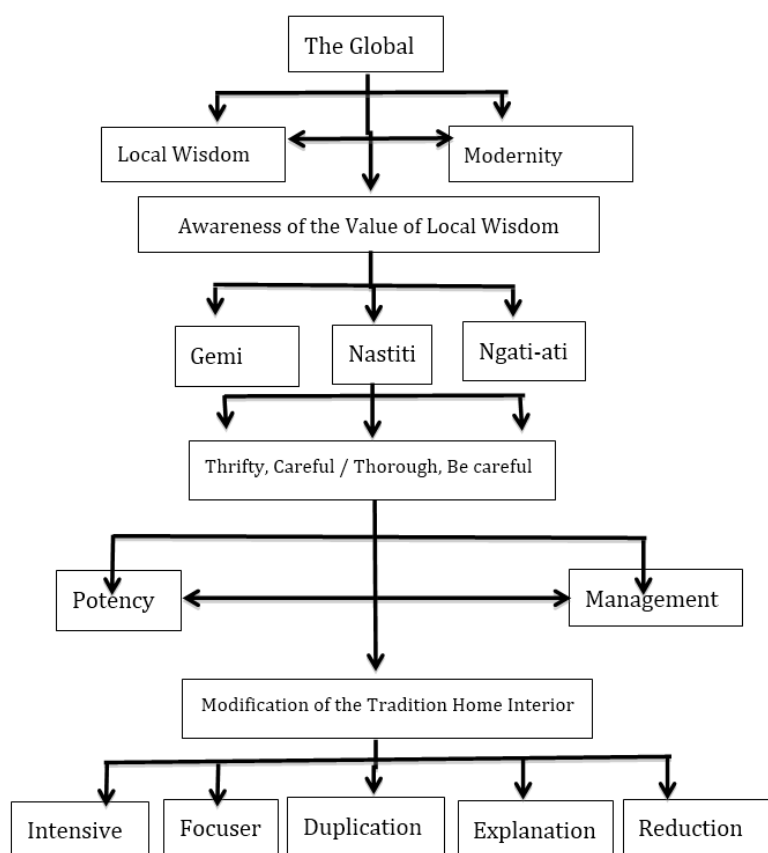 The Global
Local Wisdom
Modernity
Awareness of the Value of Local Wisdom
Gemi
Nastiti
Ngati-ati
Thrifty, Careful / Thorough, Be careful
Potency
Management
Modification of the Tradition Home Interior
Intensive
Focuser
Duplication
Explanation
Reduction